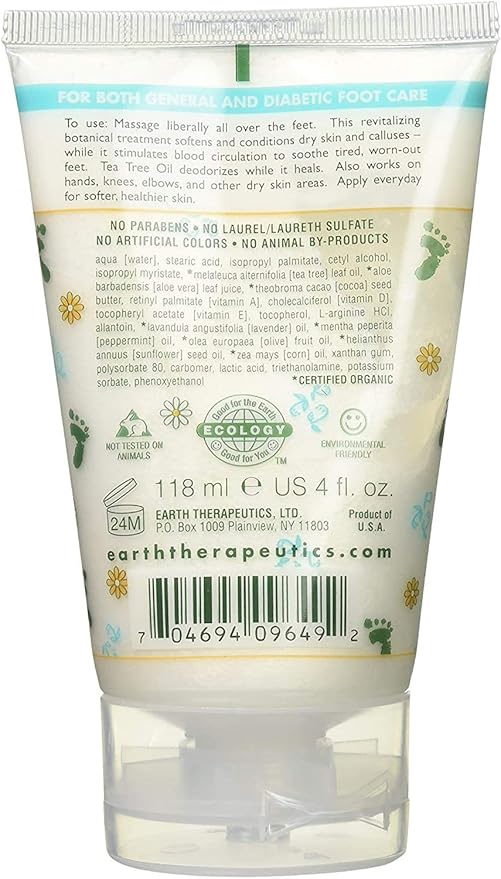 FOR BOTH GENERAL AND DIABETIC FOOT CARE
To use: Massage liberally all over the feet. This revitalizing
botanical treatment softens and conditions dry skin and calluses –
while it stimulates blood circulation to soothe tired, worn-out
feet. Tea Tree Oil deodorizes while it heals. Also works on
hands, knees, elbows, and other dry skin areas. Apply everyday
for softer, healthier skin.
NO PARABENS • NO LAUREL/LAURETH SULFATE
NO ARTIFICIAL COLORS • NO ANIMAL BY-PRODUCTS
aqua [water], stearic acid, isopropyl palmitate, cetyl alcohol,
isopropyl myristate, *melaleuca alternifolia [tea tree] leaf oil, *aloe
barbadensis [aloe vera] leaf juice, *theobroma cacao [cocoa] seed
butter, retinyl palmitate [vitamin A], cholecalciferol [vitamin D],
tocopheryl acetate [vitamin E], tocopherol, L-arginine HCl,
allantoin, *lavandula angustifolia [lavender] oil, *mentha peperita
[peppermint] oil, *olea europaea [olive] fruit oil, *helianthus
annuus [sunflower] seed oil, *zea mays [corn] oil, xanthan gum,
polysorbate 80, carbomer, lactic acid, triethanolamine, potassium
sorbate, phenoxyethanol *CERTIFIED ORGANIC
NOT TESTED ON
ANIMALS
Good for the Earth
ECOLOGY
Good for You
TM
ENVIRONMENTAL
FRIENDLY
118 ml e US 4 fl. oz.
24M
EARTH THERAPEUTICS, LTD.
P.O. Box 1009 Plainview, NY 11803
Product of
U.S.A.
earththerapeutics.com
7 04694 09649 2